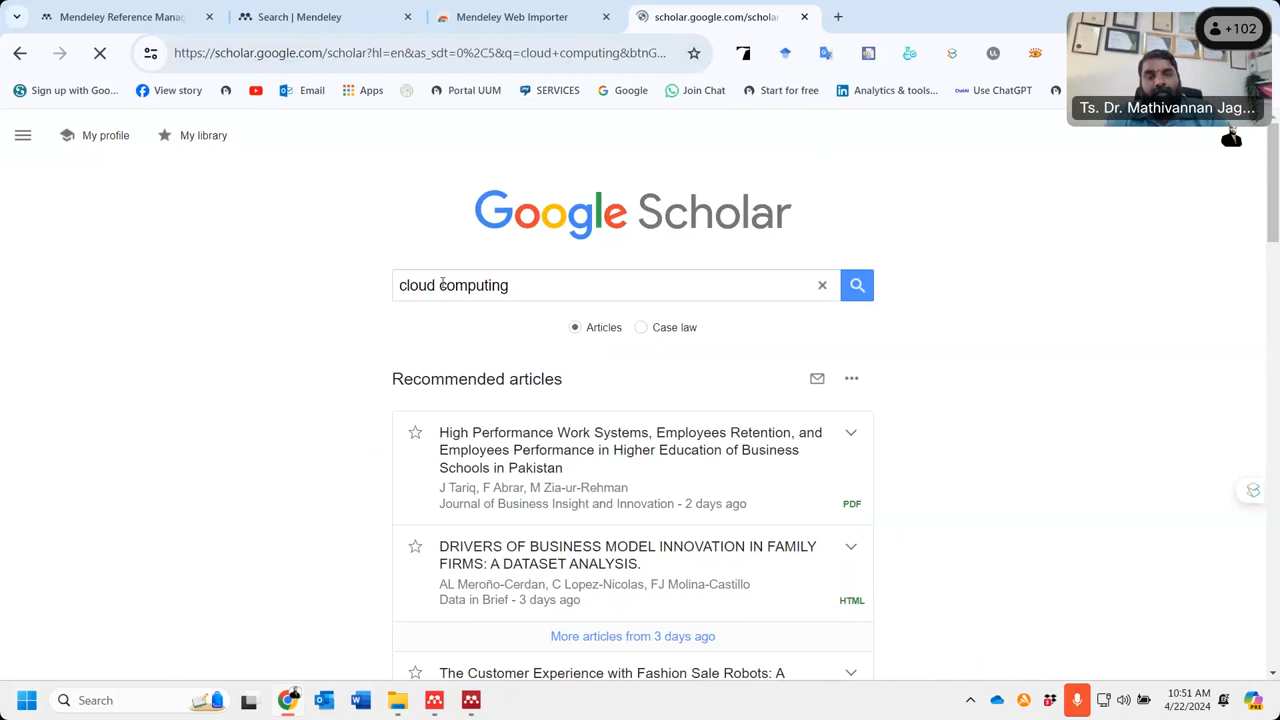 Mendeley Reference Mana
Search | Mendeley
Mendeley Web Importer
scholar.google.com/schola
+102
https://scholar.google.com/scholar?hl=en&as_sdt=0%2C5&q=cloud+computing&btnG...
Sign up with Goo...
View story
Email
Apps
Portal UUM
SERVICES
Google
Join Chat
Start for free
Analytics & tools...
ChatAI
Use ChatGPT
Ts. Dr. Mathivannan Jag...
My profile
My library
Google Scholar
cloud computing
Articles
Case law
Recommended articles
High Performance Work Systems, Employees Retention, and
Employees Performance in Higher Education of Business
Schools in Pakistan
J Tariq, F Abrar, M Zia-ur-Rehman
Journal of Business Insight and Innovation - 2 days ago
PDF
DRIVERS OF BUSINESS MODEL INNOVATION IN FAMILY
FIRMS: A DATASET ANALYSIS.
AL Meroño-Cerdan, C Lopez-Nicolas, FJ Molina-Castillo
Data in Brief - 3 days ago
HTML
More articles from 3 days ago
The Customer Experience with Fashion Sale Robots: A
Search
10:51 AM
4/22/2024
PRE